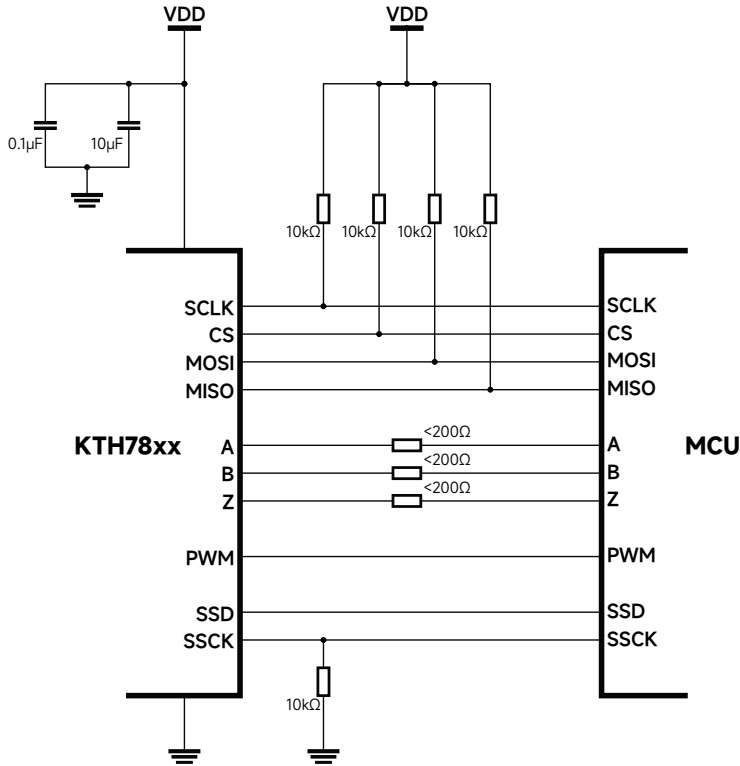 VDD VDD
0.1μF 10μF
10kΩ 10kΩ 10kΩ 10kΩ
SCLK SCLK
CS CS
MOSI MOSI
MISO MISO
<200Ω
KTH78xx A A MCU
<200Ω
B B
<200Ω
Z Z
PWM PWM
SSD SSD
SSCK SSCK
10kΩ